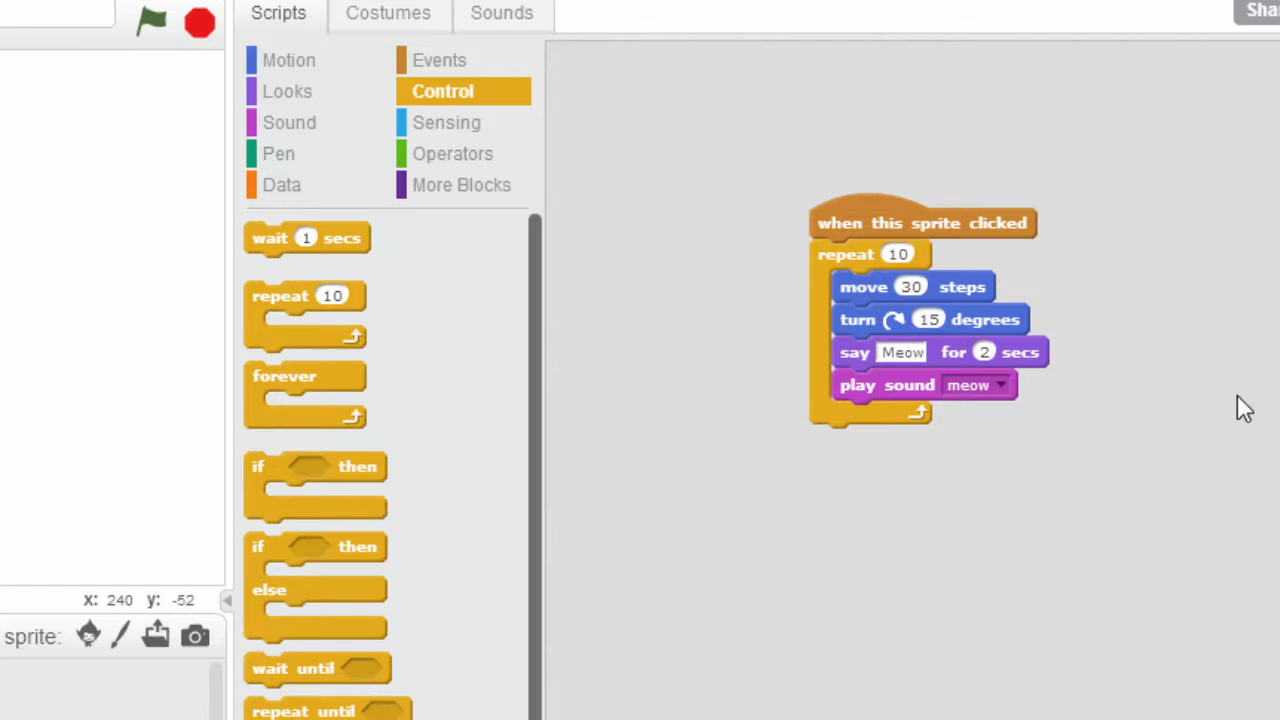 Scripts Costumes Sounds
Sha
Motion Events
Looks Control
Sound Sensing
Pen Operators
Data More Blocks
wait 1 secs
repeat 10
forever
if then
if then
else
wait until
repeat until
when this sprite clicked
repeat 10
move 30 steps
turn 15 degrees
say Meow for 2 secs
play sound meow
x: 240 y: -52
sprite: